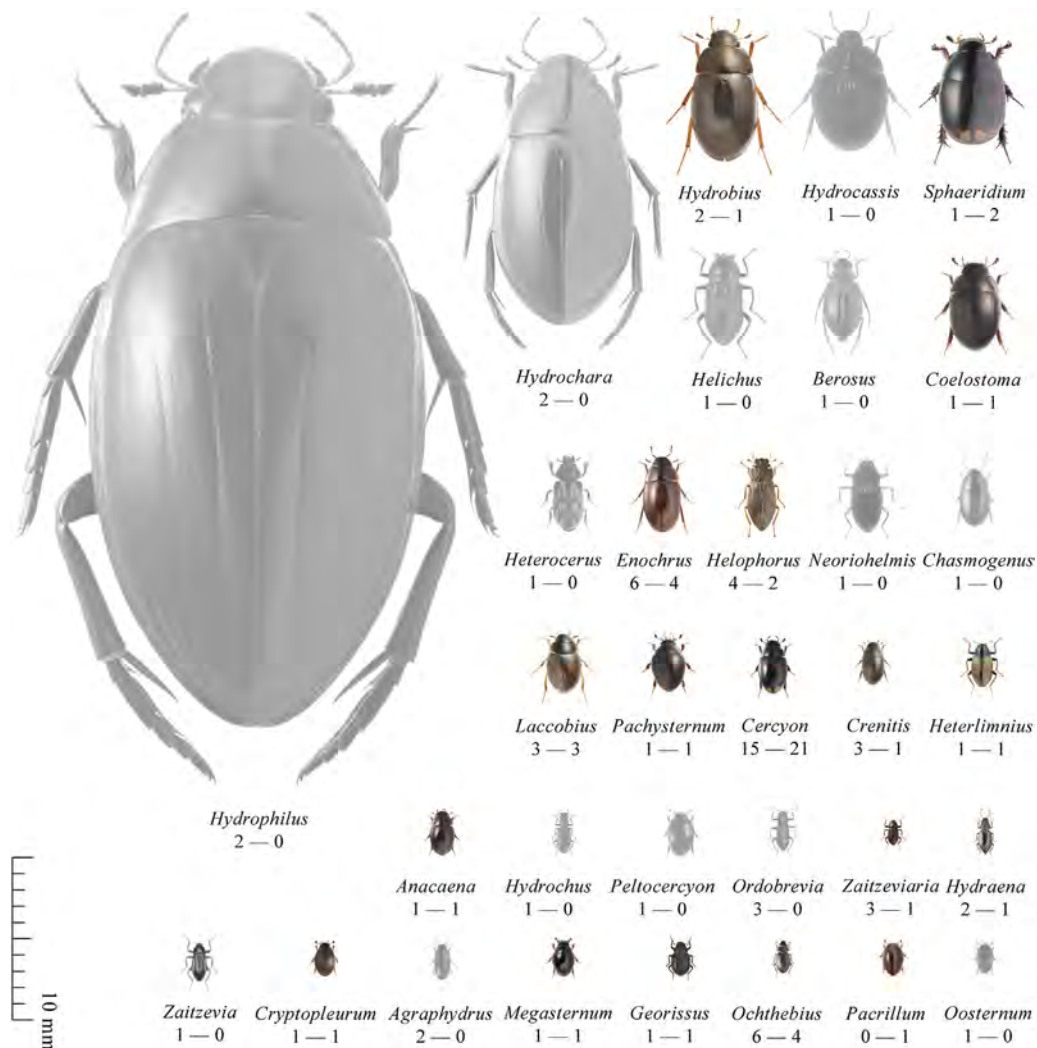 Hydrobius
2 — 1
Hydrocassis
1 — 0
Sphaeridium
1 — 2
Hydrochara
2 — 0
Helichus
1 — 0
Berosus
1 — 0
Coelostoma
1 — 1
Heterocerus
1 — 0
Enochrus
6 — 4
Helophorus
4 — 2
Neoriohelmis
1 — 0
Chasmogenus
1 — 0
Laccobius
3 — 3
Pachysternum
1 — 1
Cercyon
15 — 21
Crenitis
3 — 1
Heterlimnius
1 — 1
Hydrophilus
2 — 0
Anacaena
1 — 1
Hydrochus
1 — 0
Peltocercyon
1 — 0
Ordobrevia
3 — 0
Zaitzeviaria
3 — 1
Hydraena
2 — 1
Zaitzevia
1 — 0
Cryptopleurum
1 — 1
Agraphydrus
2 — 0
Megasternum
1 — 1
Georissus
1 — 1
Ochthebius
6 — 4
Pacrillum
0 — 1
Oosternum
1 — 0
10 mm